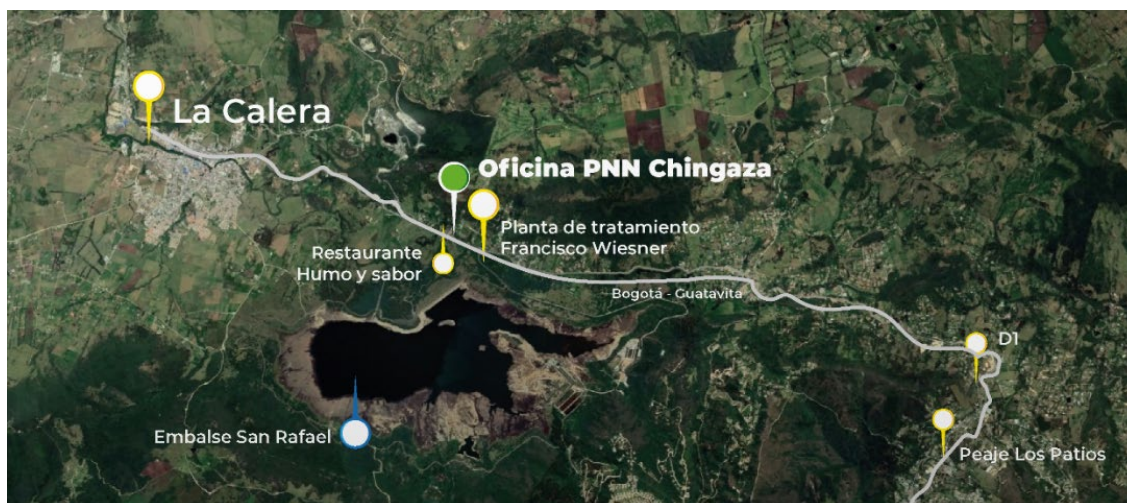 La Calera
Oficina PNN Chingaza
Planta de tratamiento
Francisco Wiesner
Restaurante
Humo y sabor
Bogotá - Guatavita
D1
Embalse San Rafael
Peaje Los Patios